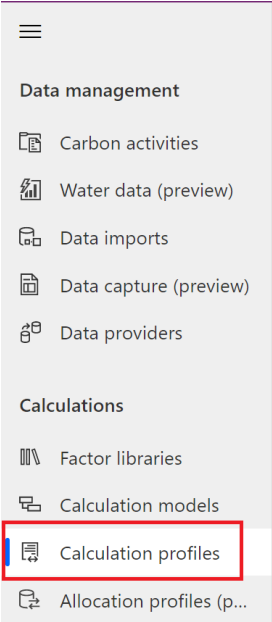 Data management
Carbon activities
Water data (preview)
Data imports
Data capture (preview)
Data providers
Calculations
Factor libraries
Calculation models
Calculation profiles
Allocation profiles (p...